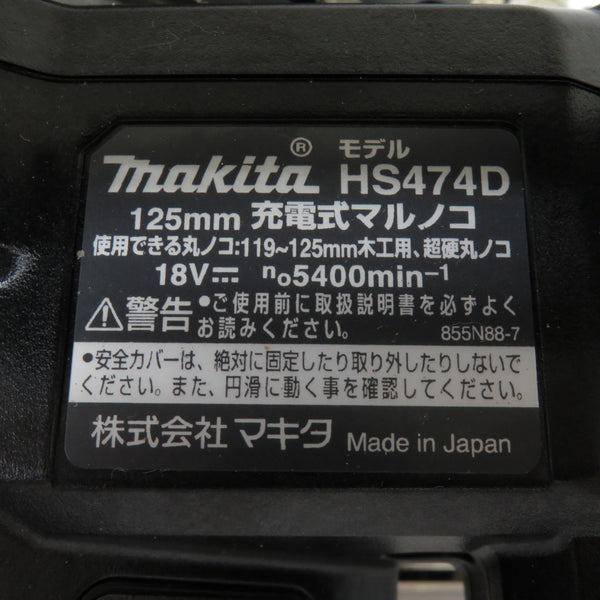 makita® モデル HS474D
125mm 充電式マルノコ
使用できる丸ノコ:119~125mm木工用、超硬丸ノコ
18V⎓ no5400min-1
⚠警告 •ご使用前に取扱説明書を必ずよく
お読みください。 855N88-7
•安全カバーは、絶対に固定したり取り外したりしないで
ください。また、円滑に動く事を確認してください。
株式会社 マキタ Made in Japan